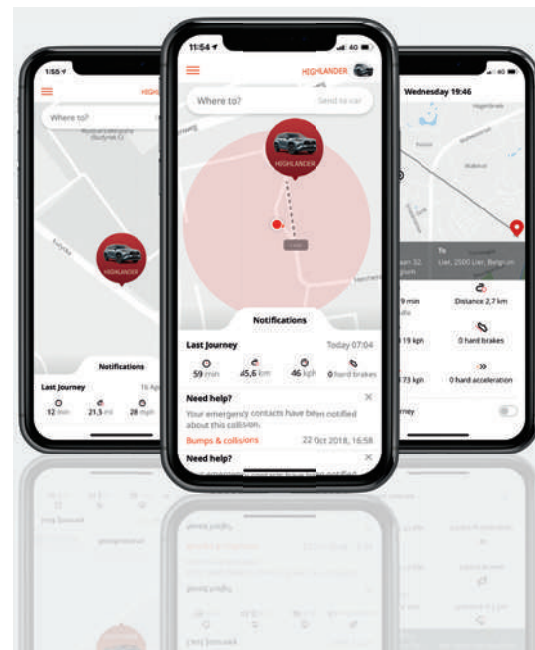 1:55
Where to?
HIGHLANDER
Notifications
Last Journey
12 min
21,5 mi
28 mph
11:54
4G
HIGHLANDER
Where to?
Send to car
HIGHLANDER
Notifications
Last Journey
Today 07:04
59 min
45,6 km
46 kph
0 hard brakes
Need help?
Your emergency contacts have been notified
about this collision.
Bumps & collisions
22 Oct 2018, 16:58
Need help?
4G
Wednesday 19:46
To
Lier, 2500 Lier, Belgium
9 min
Distance 2,7 km
19 kph
0 hard brakes
73 kph
0 hard acceleration